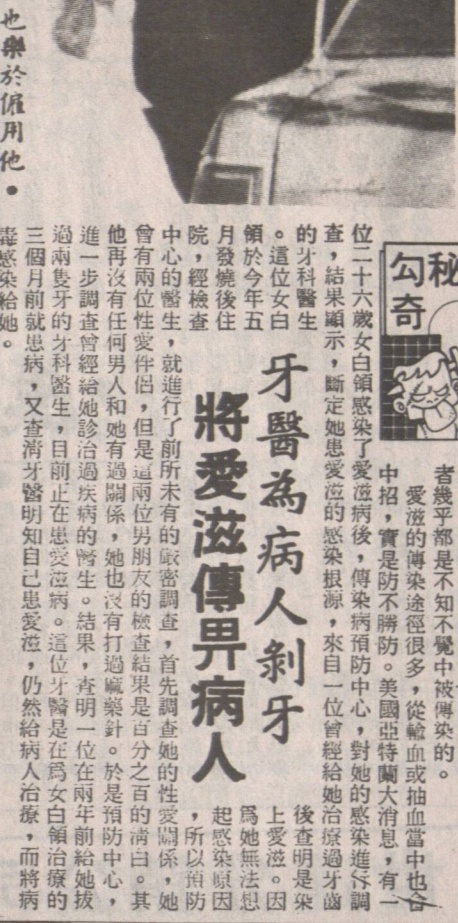 秘
勾奇
牙醫為病人剝牙
將愛滋傳畀病人
者幾乎都是不知不覺中被傳染的。
愛滋的傳染途徑很多，從輸血或抽血當中也會
中招，實是防不勝防。美國亞特蘭大消息，有一
位二十六歲女白領感染了愛滋病後，傳染病預防中心，對她的感染進行調
查，結果顯示，斷定她患愛滋的感染根源，來自一位曾經給她治療過牙齒
的牙科醫生
。這位女白
領於今年五
月發燒後住
院，經檢查
後查明是染
上愛滋。因
爲她無法想
起感染原因
，所以預防
中心的醫生，就進行了前所未有的嚴密調查，首先調查她的性愛關係，她
曾有兩位性愛伴侶，但是這兩位男朋友的檢查結果是百分之百的清白。其
他再沒有任何男人和她有過關係，她也沒有打過麻藥針。於是預防中心，
進一步調查曾經給她診治過疾病的醫生。結果，查明一位在兩年前給她拔
過兩隻牙的牙科醫生，目前正在患愛滋病。這位牙醫是在爲女白領治療的
三個月前就患病，又查清牙醫明知自己患愛滋，仍然給病人治療，而將病
毒感染給她。
也樂於僱用他●